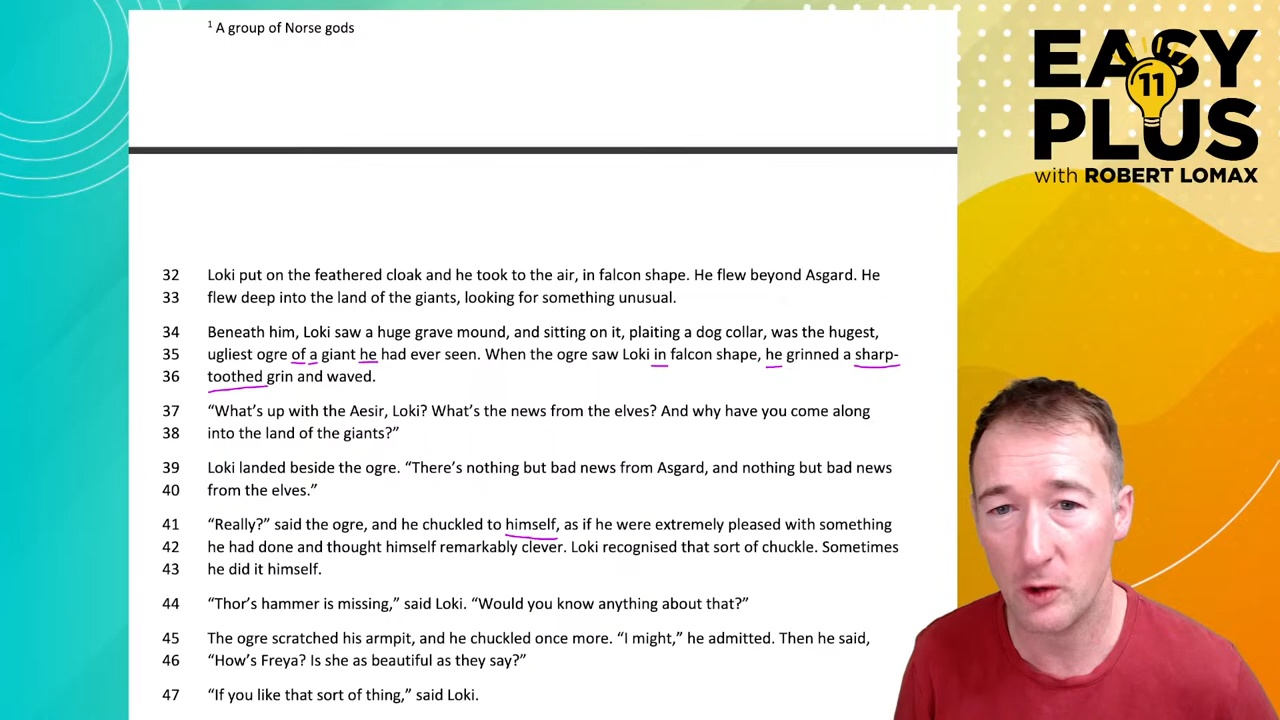 1 A group of Norse gods
EASY
11
PLUS
with ROBERT LOMAX
32 Loki put on the feathered cloak and he took to the air, in falcon shape. He flew beyond Asgard. He
33 flew deep into the land of the giants, looking for something unusual.
34 Beneath him, Loki saw a huge grave mound, and sitting on it, plaiting a dog collar, was the hugest,
35 ugliest ogre of a giant he had ever seen. When the ogre saw Loki in falcon shape, he grinned a sharp-
36 toothed grin and waved.
37 “What’s up with the Aesir, Loki? What’s the news from the elves? And why have you come along
38 into the land of the giants?”
39 Loki landed beside the ogre. “There’s nothing but bad news from Asgard, and nothing but bad news
40 from the elves.”
41 “Really?” said the ogre, and he chuckled to himself, as if he were extremely pleased with something
42 he had done and thought himself remarkably clever. Loki recognised that sort of chuckle. Sometimes
43 he did it himself.
44 “Thor’s hammer is missing,” said Loki. “Would you know anything about that?”
45 The ogre scratched his armpit, and he chuckled once more. “I might,” he admitted. Then he said,
46 “How’s Freya? Is she as beautiful as they say?”
47 “If you like that sort of thing,” said Loki.